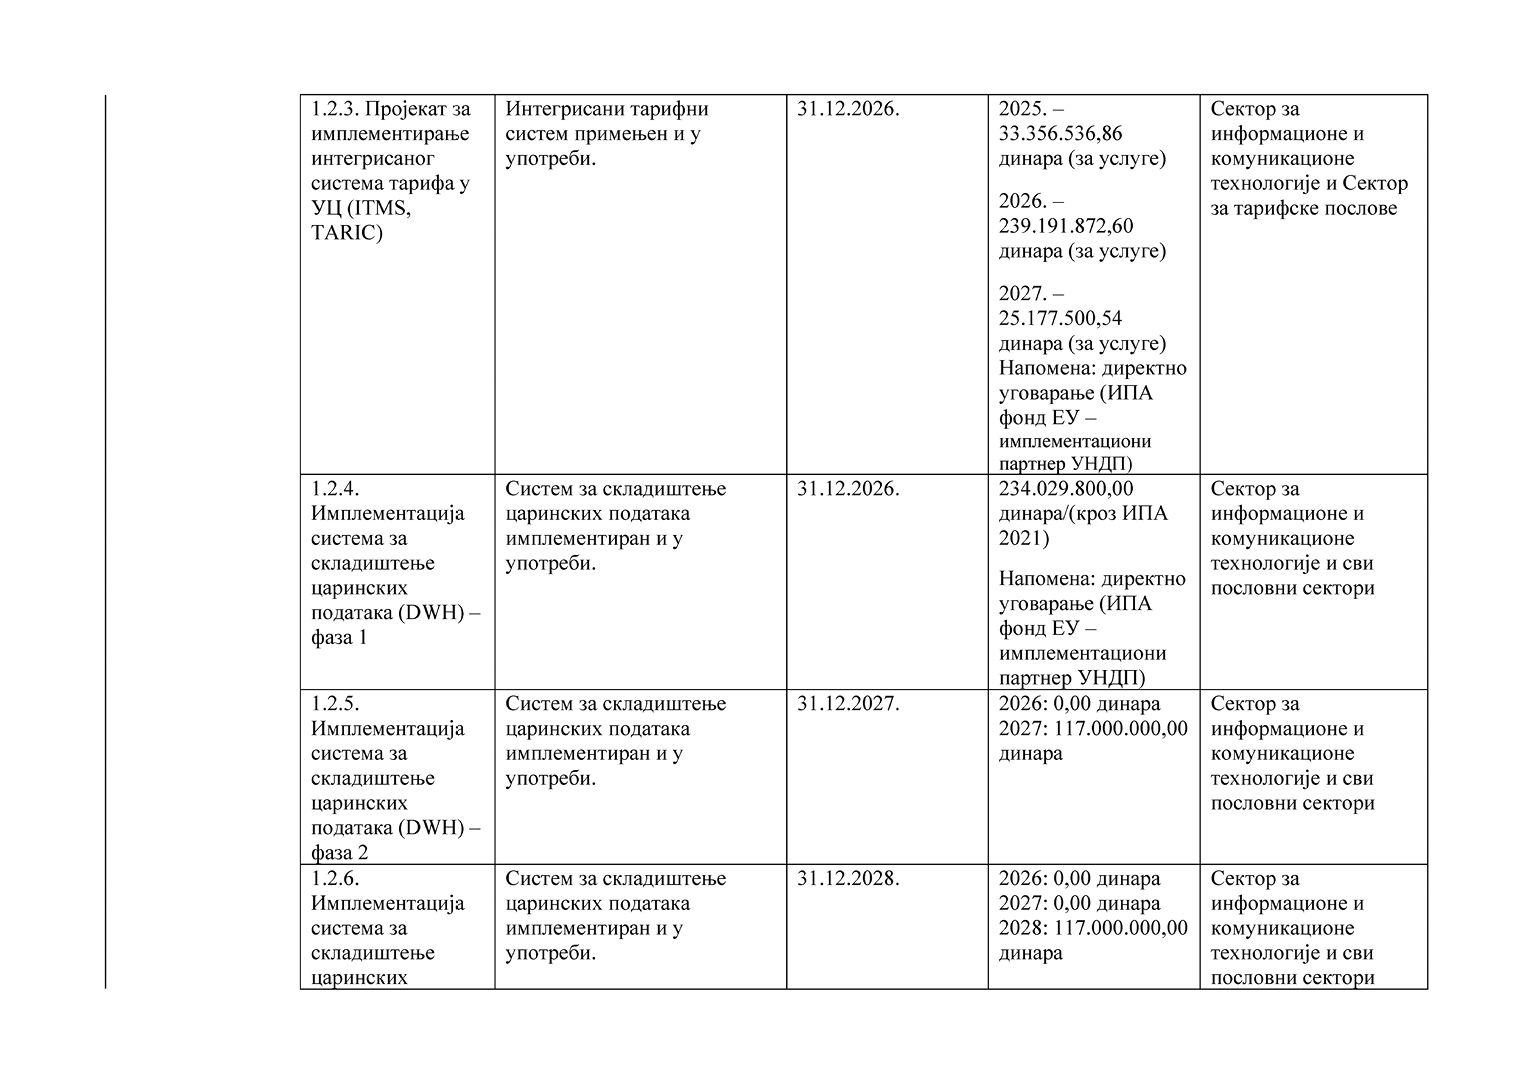 1.2.3. Пројекат за
имплементирање
интегрисаног
система тарифа у
УЦ (ITMS,
TARIC)
Интегрисани тарифни
систем примењен и у
употреби.
31.12.2026.
2025. –
33.356.536,86
динара (за услуге)
2026. –
239.191.872,60
динара (за услуге)
2027. –
25.177.500,54
динара (за услуге)
Напомена: директно
уговарање (ИПА
фонд ЕУ –
имплементациони
партнер УНДП)
Сектор за
информационе и
комуникационе
технологије и Сектор
за тарифске послове
1.2.4.
Имплементација
система за
складиштење
царинских
података (DWH) –
фаза 1
Систем за складиштење
царинских података
имплементиран и у
употреби.
31.12.2026.
234.029.800,00
динара/(кроз ИПА
2021)
Напомена: директно
уговарање (ИПА
фонд ЕУ –
имплементациони
партнер УНДП)
Сектор за
информационе и
комуникационе
технологије и сви
пословни сектори
1.2.5.
Имплементација
система за
складиштење
царинских
података (DWH) –
фаза 2
Систем за складиштење
царинских података
имплементиран и у
употреби.
31.12.2027.
2026: 0,00 динара
2027: 117.000.000,00
динара
Сектор за
информационе и
комуникационе
технологије и сви
пословни сектори
1.2.6.
Имплементација
система за
складиштење
царинских
Систем за складиштење
царинских података
имплементиран и у
употреби.
31.12.2028.
2026: 0,00 динара
2027: 0,00 динара
2028: 117.000.000,00
динара
Сектор за
информационе и
комуникационе
технологије и сви
пословни сектори